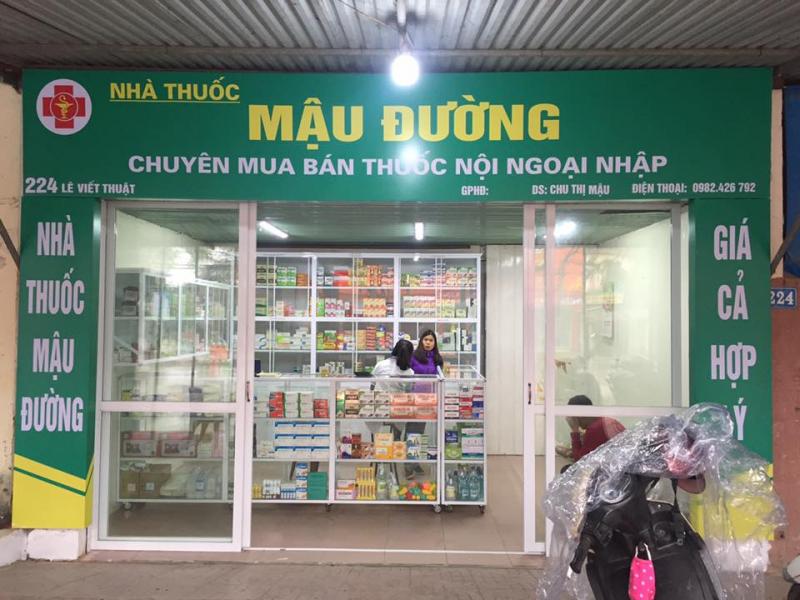 NHÀ THUỐC
MẬU ĐƯỜNG
CHUYÊN MUA BÁN THUỐC NỘI NGOẠI NHẬP
224 LÊ VIẾT THUẬT
GPHĐ: DS: CHU THỊ MẬU ĐIỆN THOẠI: 0982.426 792
NHÀ
THUỐC
MẬU
ĐƯỜNG
GIÁ
CẢ
HỢP
LÝ
224